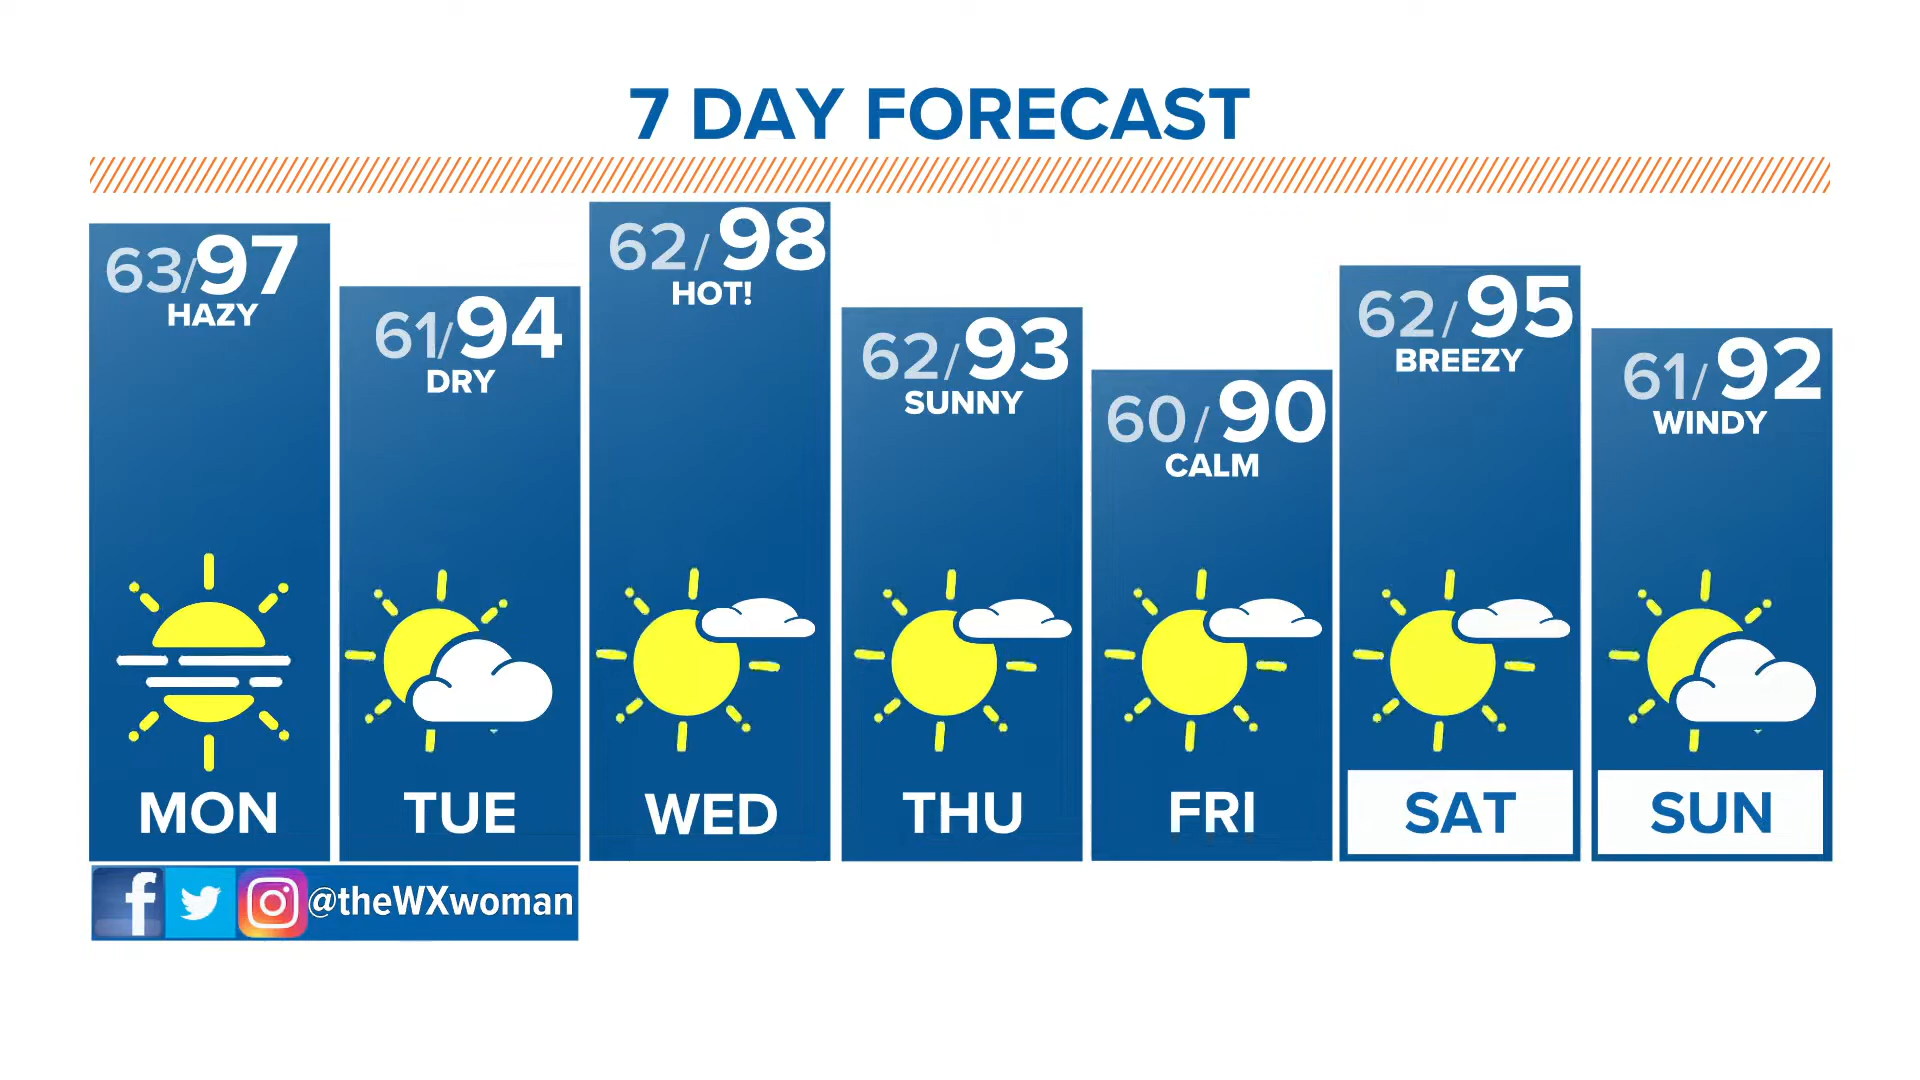 7 DAY FORECAST
63/97
HAZY
MON
61/94
DRY
TUE
62/98
HOT!
WED
62/93
SUNNY
THU
60/90
CALM
FRI
62/95
BREEZY
SAT
61/92
WINDY
SUN
@theWXwoman